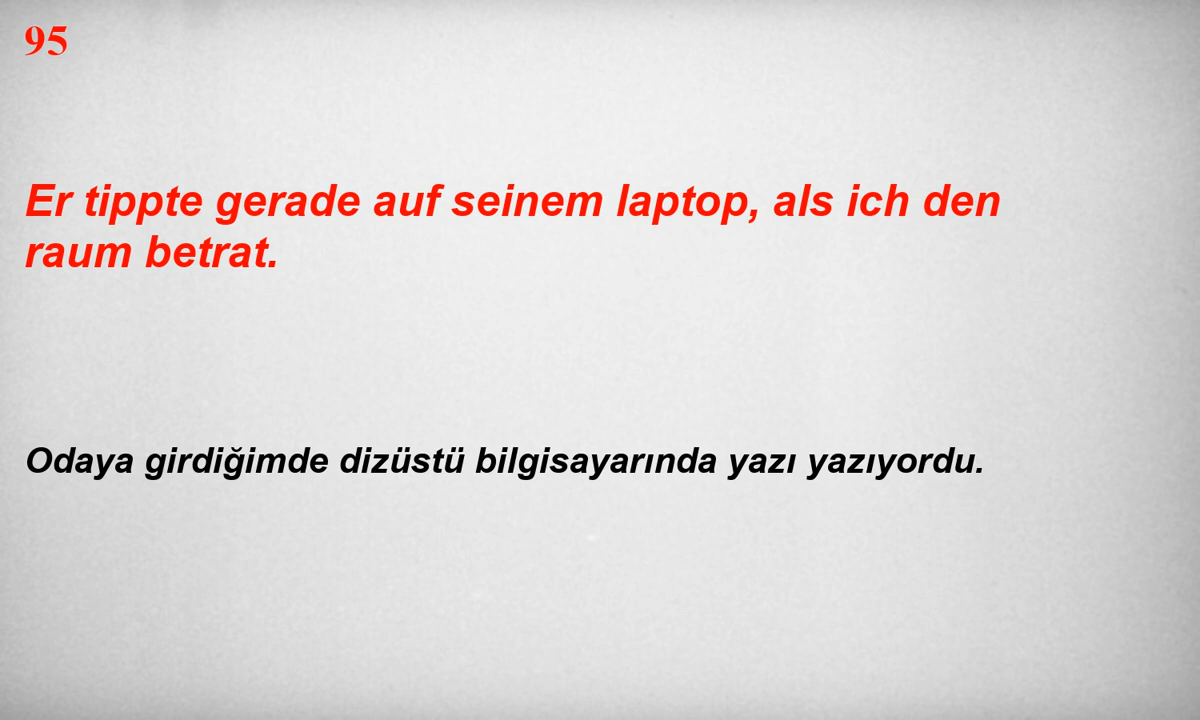 95
Er tippte gerade auf seinem laptop, als ich den
raum betrat.
Odaya girdiğimde dizüstü bilgisayarında yazı yazıyordu.